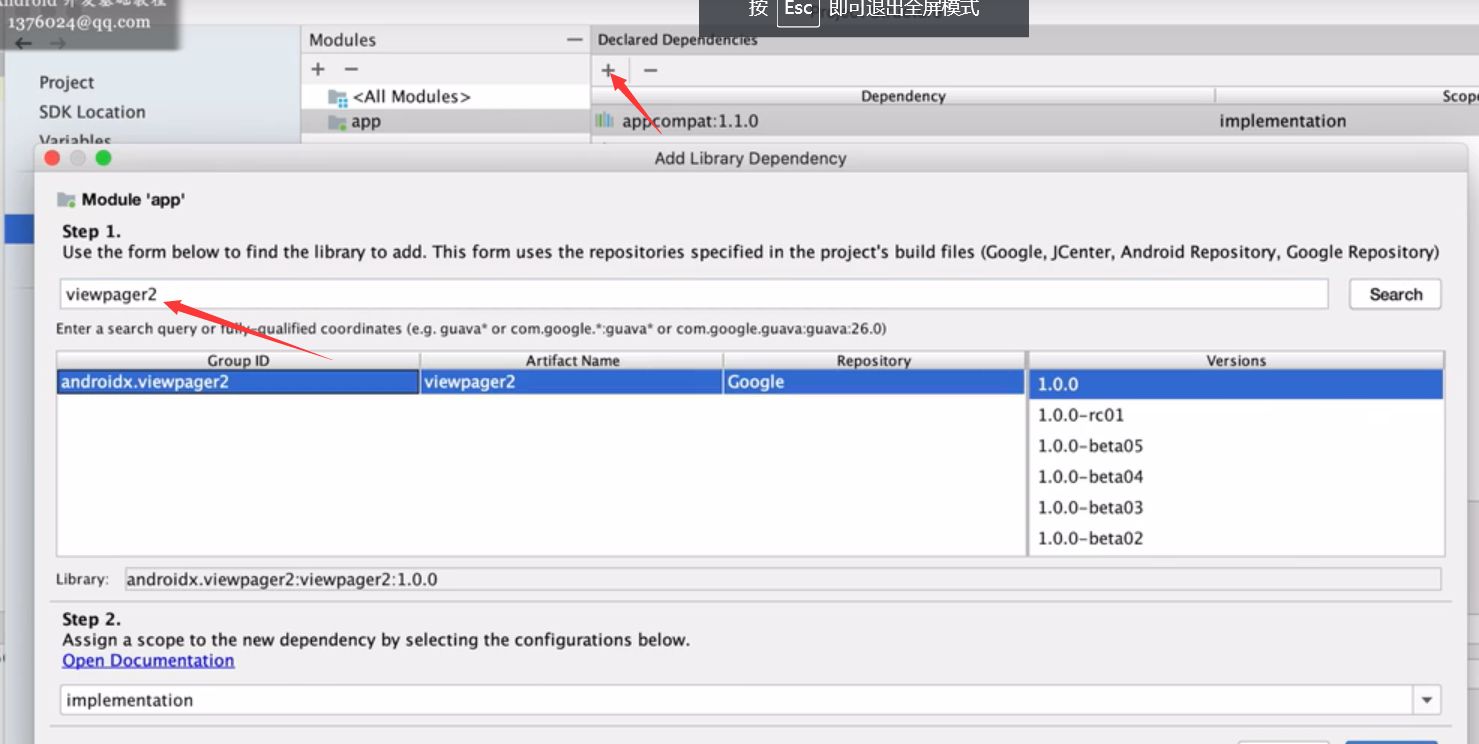 Android 开发基础教程
1376024@qq.com
按 Esc 即可退出全屏模式
Modules
Declared Dependencies
Project
SDK Location
Variables
<All Modules>
app
Dependency
Scope
appcompat:1.1.0
implementation
Add Library Dependency
Module 'app'
Step 1.
Use the form below to find the library to add. This form uses the repositories specified in the project's build files (Google, JCenter, Android Repository, Google Repository)
viewpager2
Search
Enter a search query or fully-qualified coordinates (e.g. guava* or com.google.*:guava* or com.google.guava:guava:26.0)
Group ID
Artifact Name
Repository
Versions
androidx.viewpager2
viewpager2
Google
1.0.0
1.0.0-rc01
1.0.0-beta05
1.0.0-beta04
1.0.0-beta03
1.0.0-beta02
Library:
androidx.viewpager2:viewpager2:1.0.0
Step 2.
Assign a scope to the new dependency by selecting the configurations below.
Open Documentation
implementation